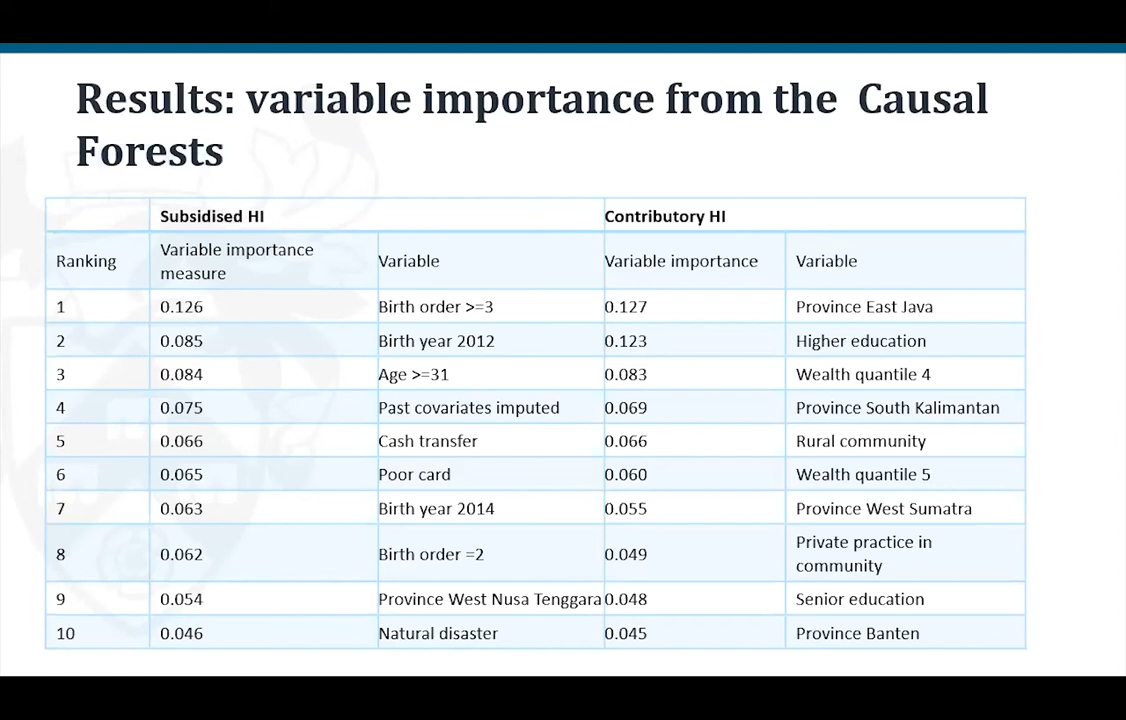 Results: variable importance from the Causal
Forests
Subsidised HI Contributory HI
Ranking Variable importance measure Variable Variable importance Variable
1 0.126 Birth order >=3 0.127 Province East Java
2 0.085 Birth year 2012 0.123 Higher education
3 0.084 Age >=31 0.083 Wealth quantile 4
4 0.075 Past covariates imputed 0.069 Province South Kalimantan
5 0.066 Cash transfer 0.066 Rural community
6 0.065 Poor card 0.060 Wealth quantile 5
7 0.063 Birth year 2014 0.055 Province West Sumatra
8 0.062 Birth order =2 0.049 Private practice in community
9 0.054 Province West Nusa Tenggara 0.048 Senior education
10 0.046 Natural disaster 0.045 Province Banten